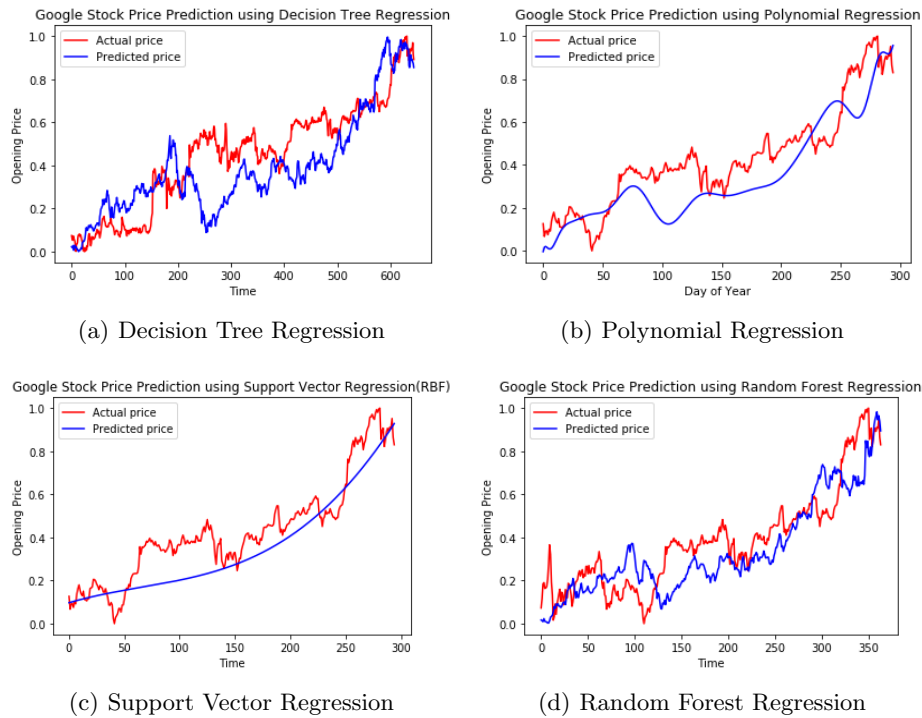 Google Stock Price Prediction using Decision Tree Regression
Actual price
Predicted price
1.0
0.8
0.6
0.4
0.2
0.0
Opening Price
0 100 200 300 400 500 600
Time
(a) Decision Tree Regression
Google Stock Price Prediction using Polynomial Regression
Actual price
Predicted price
1.0
0.8
0.6
0.4
0.2
0.0
Opening Price
0 50 100 150 200 250 300
Day of Year
(b) Polynomial Regression
Google Stock Price Prediction using Support Vector Regression(RBF)
Actual price
Predicted price
1.0
0.8
0.6
0.4
0.2
0.0
Opening Price
0 50 100 150 200 250 300
Time
(c) Support Vector Regression
Google Stock Price Prediction using Random Forest Regression
Actual price
Predicted price
1.0
0.8
0.6
0.4
0.2
0.0
Opening Price
0 50 100 150 200 250 300 350
Time
(d) Random Forest Regression